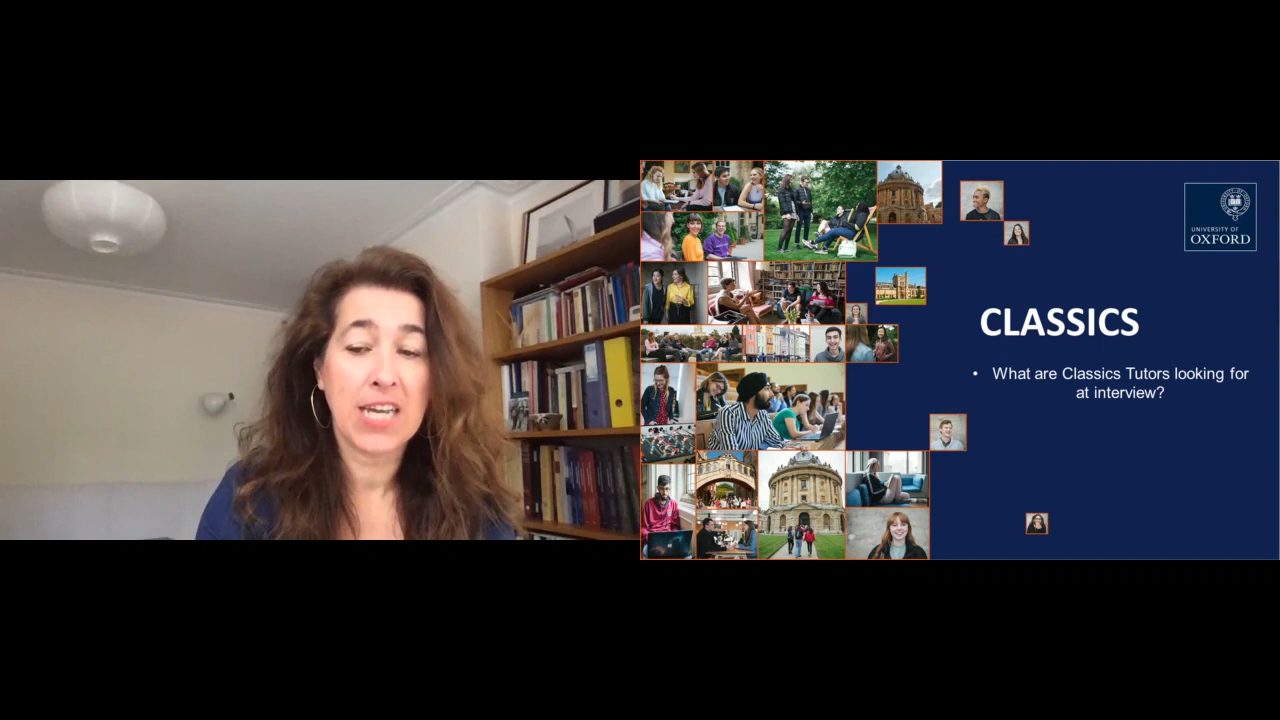 UNIVERSITY OF
OXFORD
CLASSICS
• What are Classics Tutors looking for
at interview?